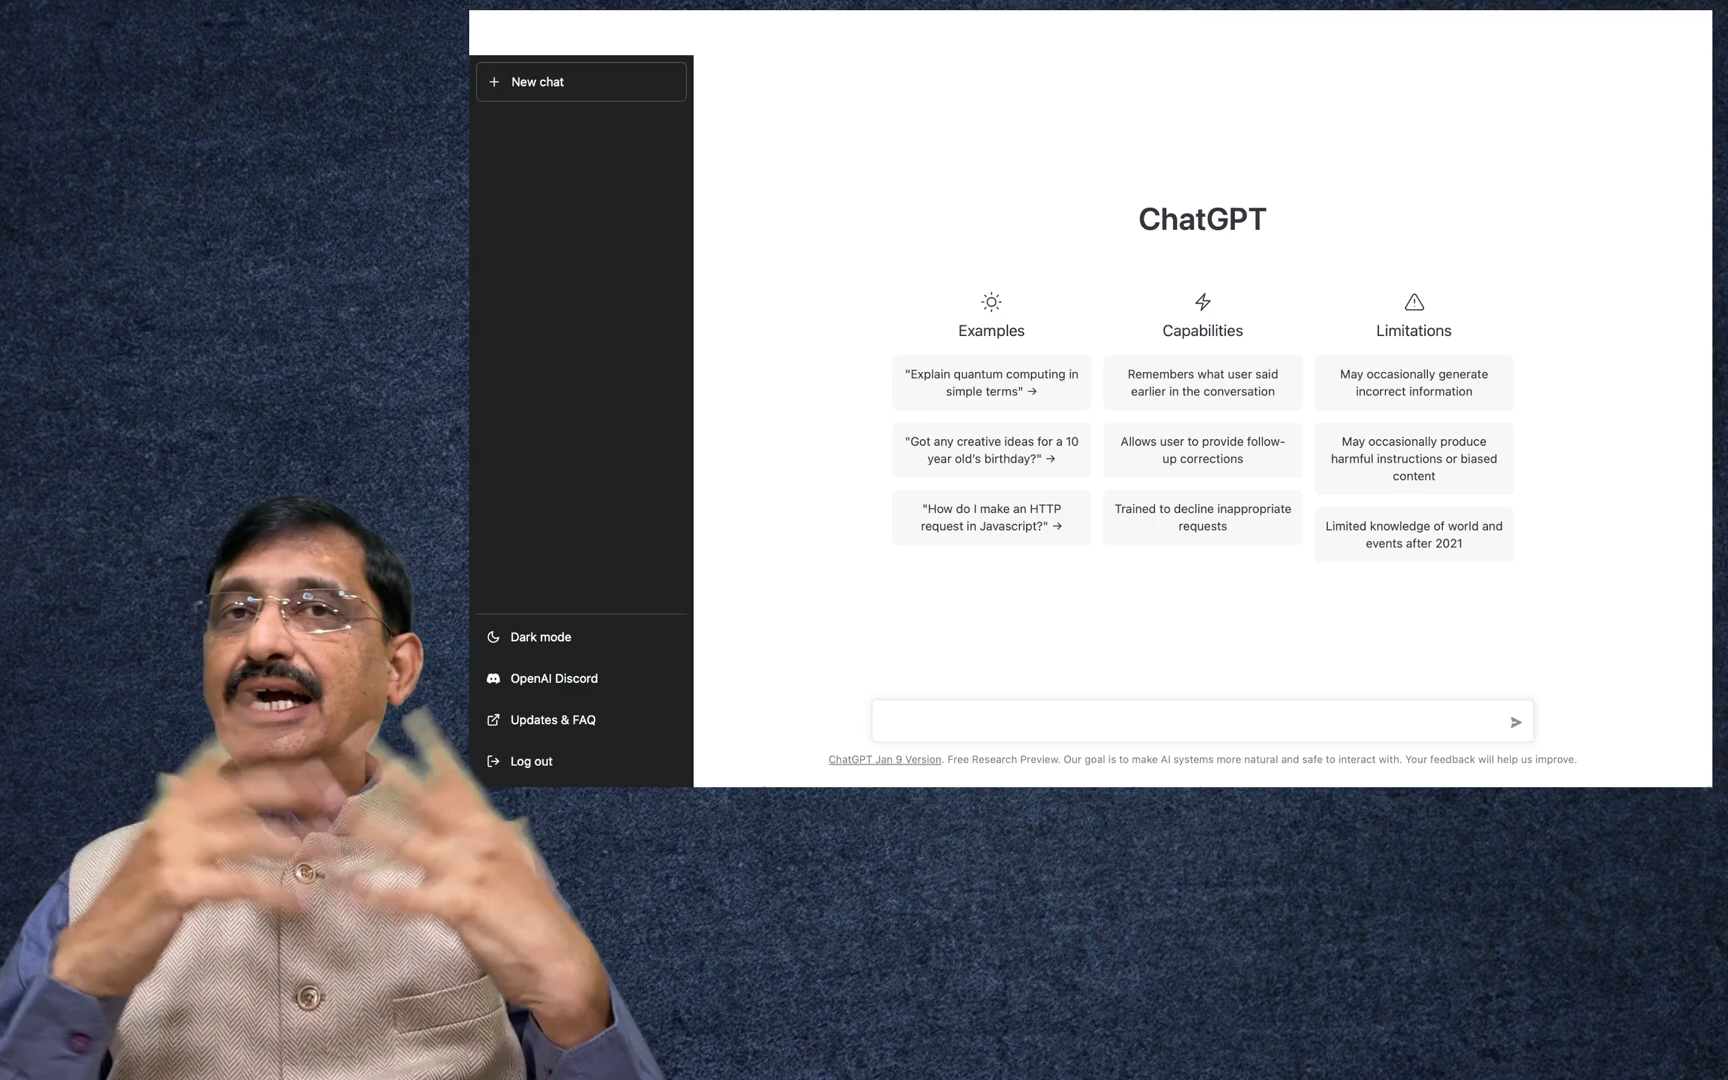 New chat
ChatGPT
Examples
"Explain quantum computing in
simple terms" →
"Got any creative ideas for a 10
year old's birthday?" →
"How do I make an HTTP
request in Javascript?" →
Capabilities
Remembers what user said
earlier in the conversation
Allows user to provide follow-
up corrections
Trained to decline inappropriate
requests
Limitations
May occasionally generate
incorrect information
May occasionally produce
harmful instructions or biased
content
Limited knowledge of world and
events after 2021
Dark mode
OpenAI Discord
Updates & FAQ
Log out
ChatGPT Jan 9 Version. Free Research Preview. Our goal is to make AI systems more natural and safe to interact with. Your feedback will help us improve.